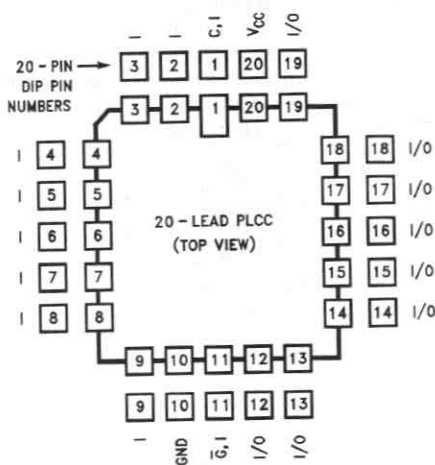 I I C,I VCC I/O
20-PIN DIP PIN NUMBERS
3 2 1 20 19
3 2 1 20 19
I 4 4 18 18 I/O
I 5 5 17 17 I/O
I 6 6 16 16 I/O
I 7 7 15 15 I/O
I 8 8 14 14 I/O
20-LEAD PLCC
(TOP VIEW)
9 10 11 12 13
9 10 11 12 13
I GND G̅,I I/O I/O